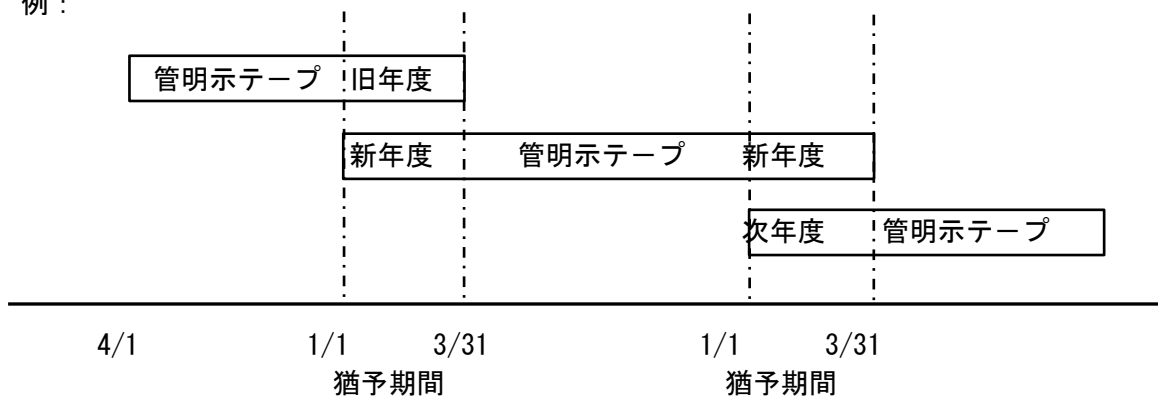 例：
管明示テープ 旧年度
新年度 管明示テープ 新年度
次年度 管明示テープ
4/1 1/1 3/31 1/1 3/31
猶予期間 猶予期間